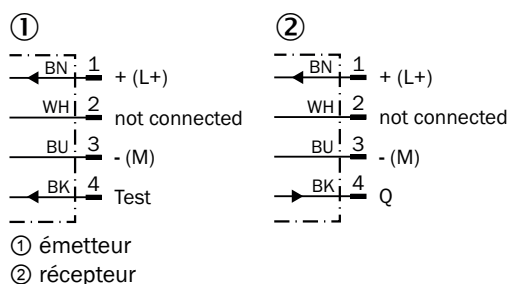 ① ②
BN 1 + (L+) BN 1 + (L+)
WH 2 not connected WH 2 not connected
BU 3 - (M) BU 3 - (M)
BK 4 Test BK 4 Q
① émetteur
② récepteur